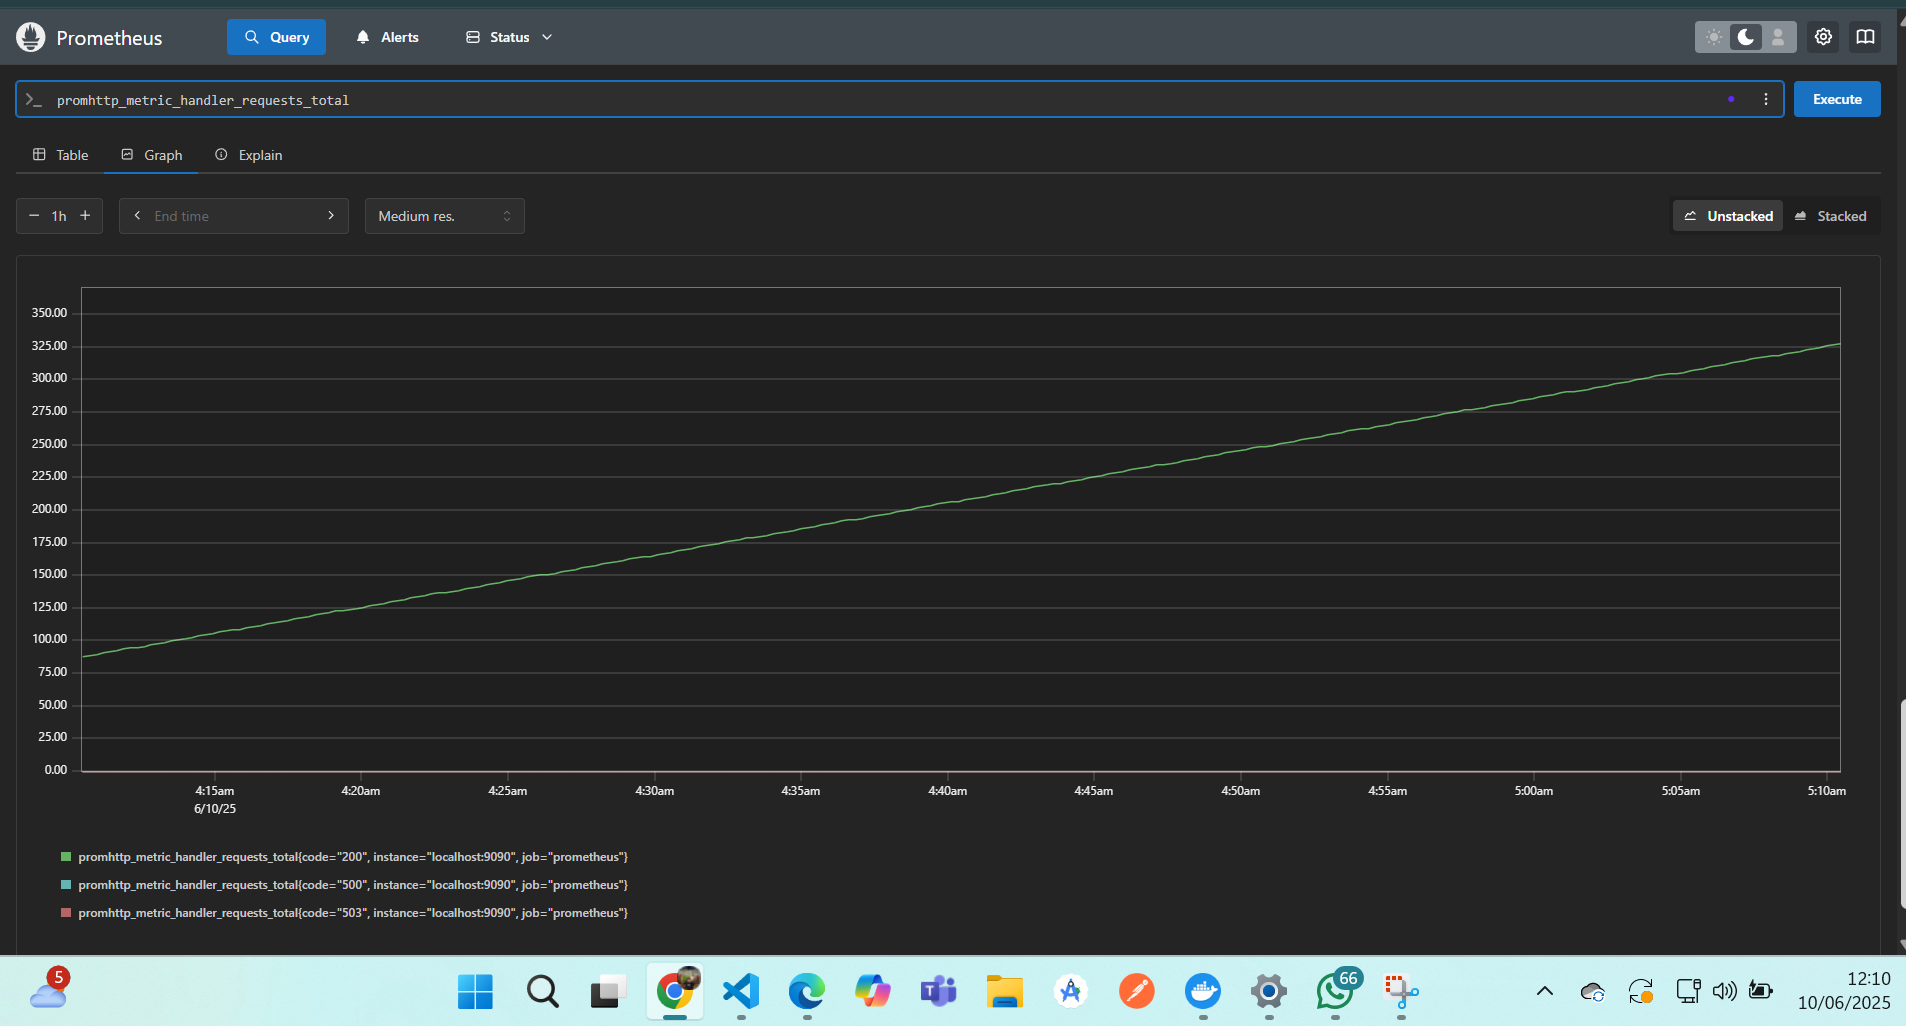 Prometheus
Query
Alerts
Status
promhttp_metric_handler_requests_total
Execute
Table
Graph
Explain
1h
End time
Medium res.
Unstacked
Stacked
350.00
325.00
300.00
275.00
250.00
225.00
200.00
175.00
150.00
125.00
100.00
75.00
50.00
25.00
0.00
4:15am
6/10/25
4:20am
4:25am
4:30am
4:35am
4:40am
4:45am
4:50am
4:55am
5:00am
5:05am
5:10am
promhttp_metric_handler_requests_total{code="200", instance="localhost:9090", job="prometheus"}
promhttp_metric_handler_requests_total{code="500", instance="localhost:9090", job="prometheus"}
promhttp_metric_handler_requests_total{code="503", instance="localhost:9090", job="prometheus"}
5
66
12:10
10/06/2025